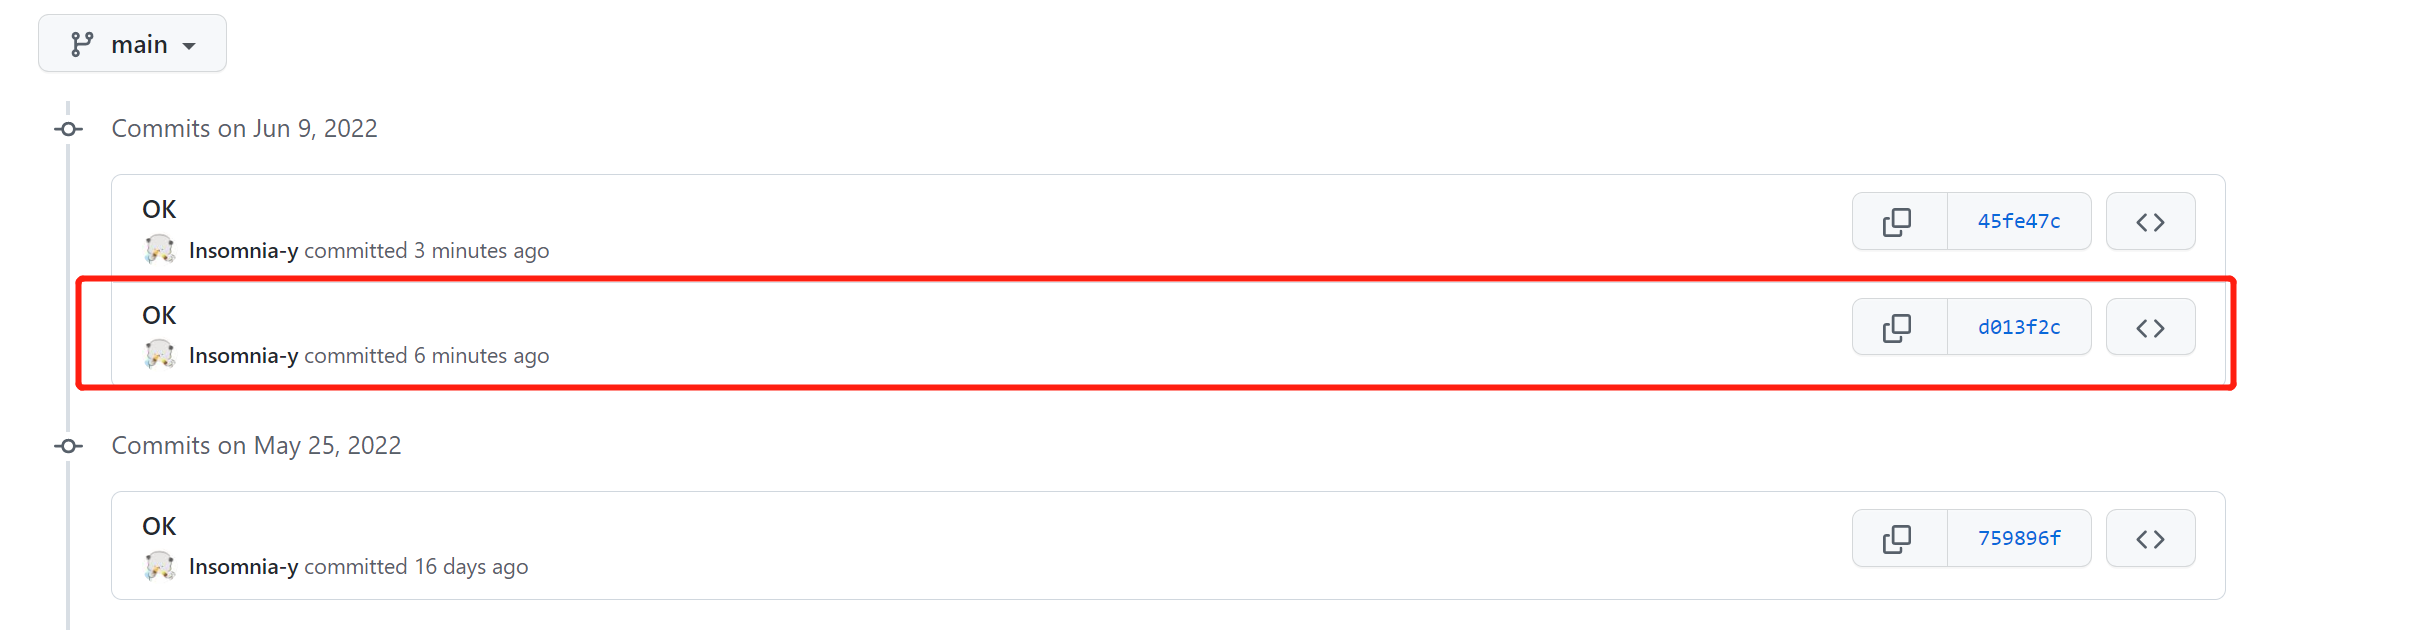 main
Commits on Jun 9, 2022
OK
45fe47c
Insomnia-y committed 3 minutes ago
OK
d013f2c
Insomnia-y committed 6 minutes ago
Commits on May 25, 2022
OK
759896f
Insomnia-y committed 16 days ago